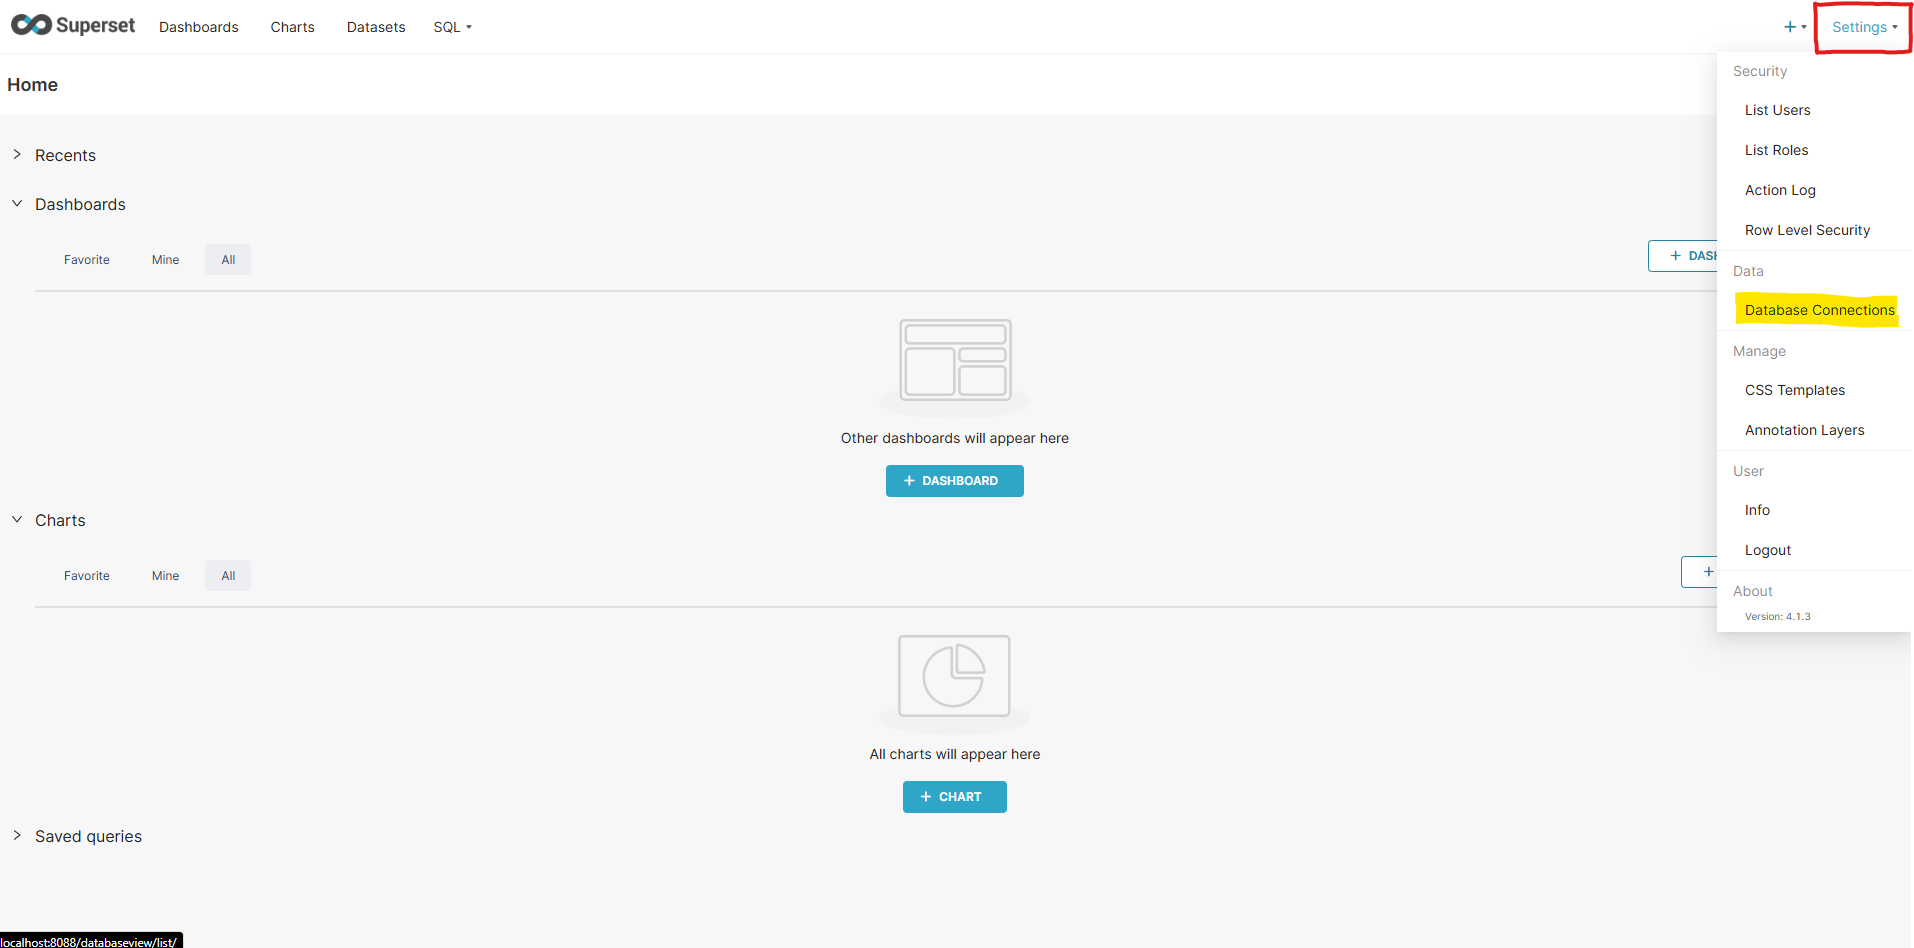 Superset Dashboards Charts Datasets SQL + Settings
Home
Security
List Users
List Roles
Action Log
Row Level Security
Data
Database Connections
Manage
CSS Templates
Annotation Layers
User
Info
Logout
About
Version: 4.1.3
Recents
Dashboards
Favorite Mine All
+ DASH
Other dashboards will appear here
+ DASHBOARD
Charts
Favorite Mine All
+
All charts will appear here
+ CHART
Saved queries
localhost:8088/databaseview/list/